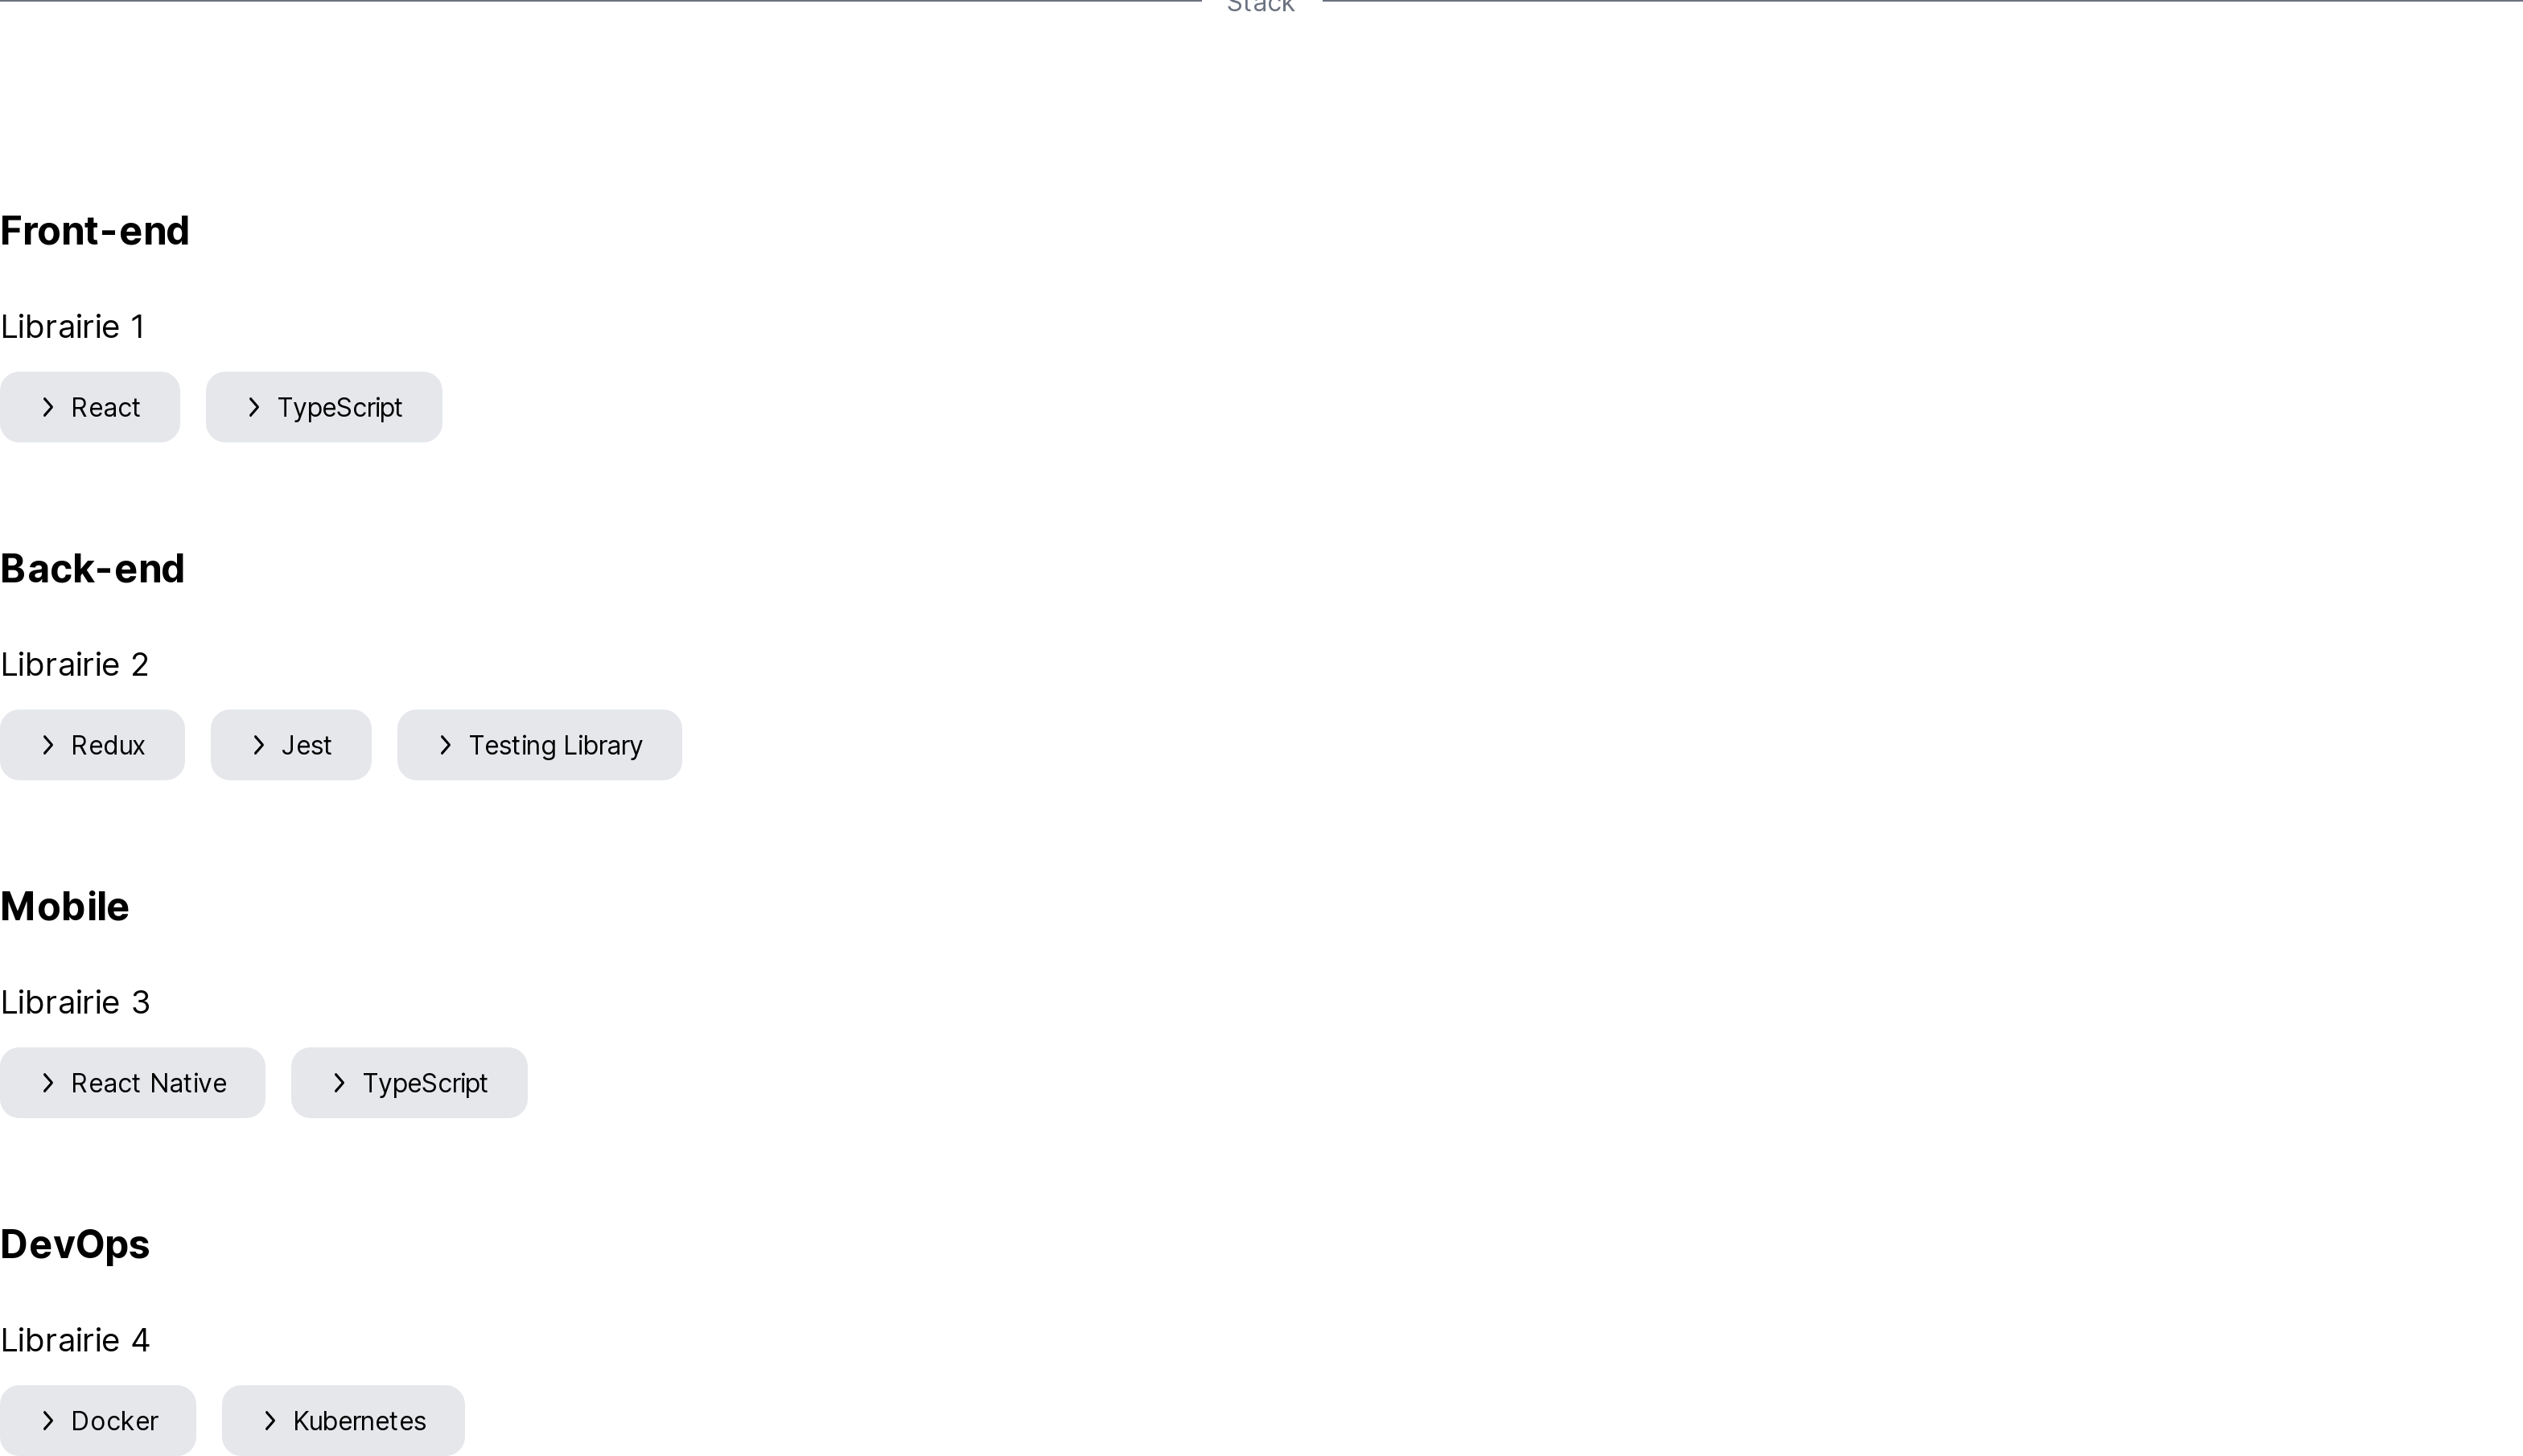 Stack
Front-end
Librairie 1
React TypeScript
Back-end
Librairie 2
Redux Jest Testing Library
Mobile
Librairie 3
React Native TypeScript
DevOps
Librairie 4
Docker Kubernetes